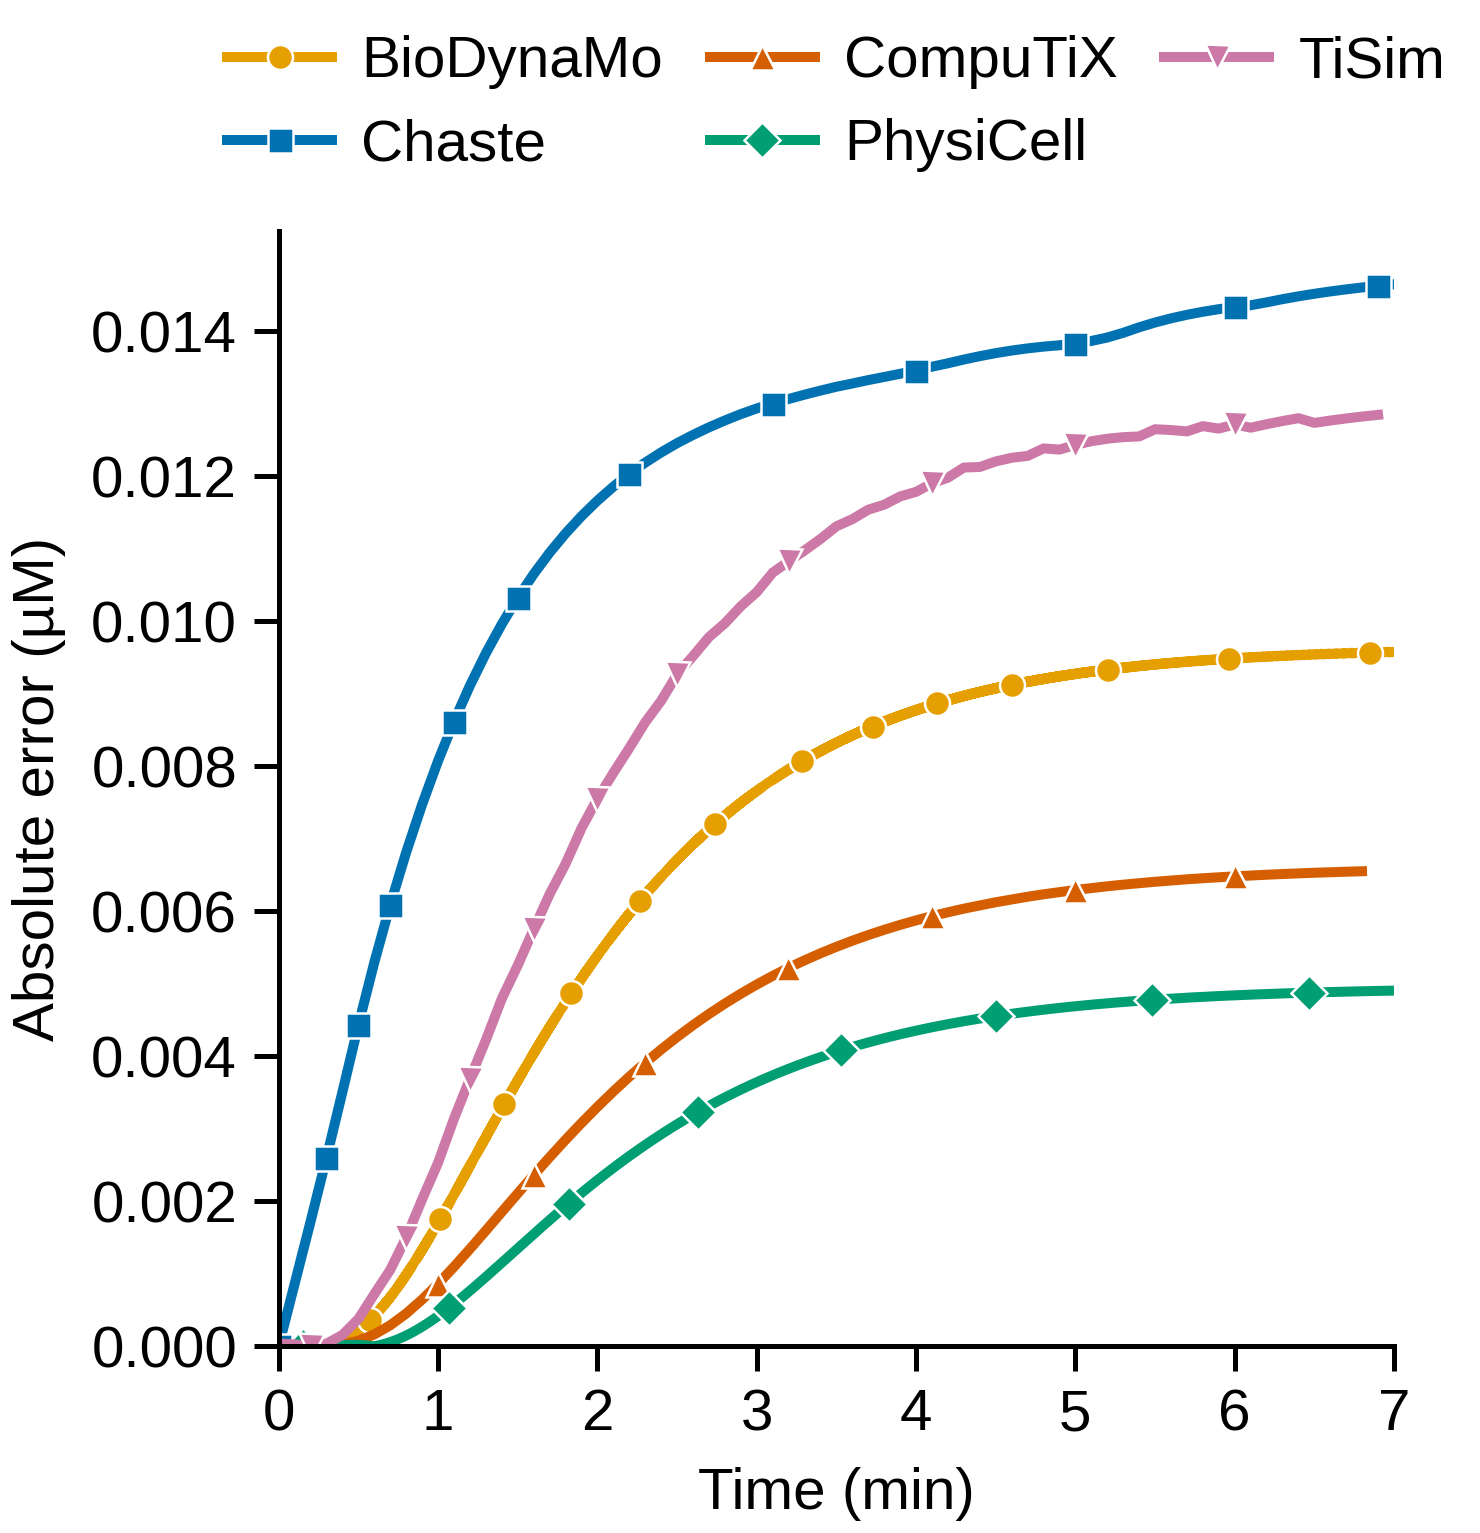 BioDynaMo CompuTiX TiSim
Chaste PhysiCell
0.014
0.012
0.010
0.008
0.006
0.004
0.002
0.000
Absolute error (µM)
0 1 2 3 4 5 6 7
Time (min)